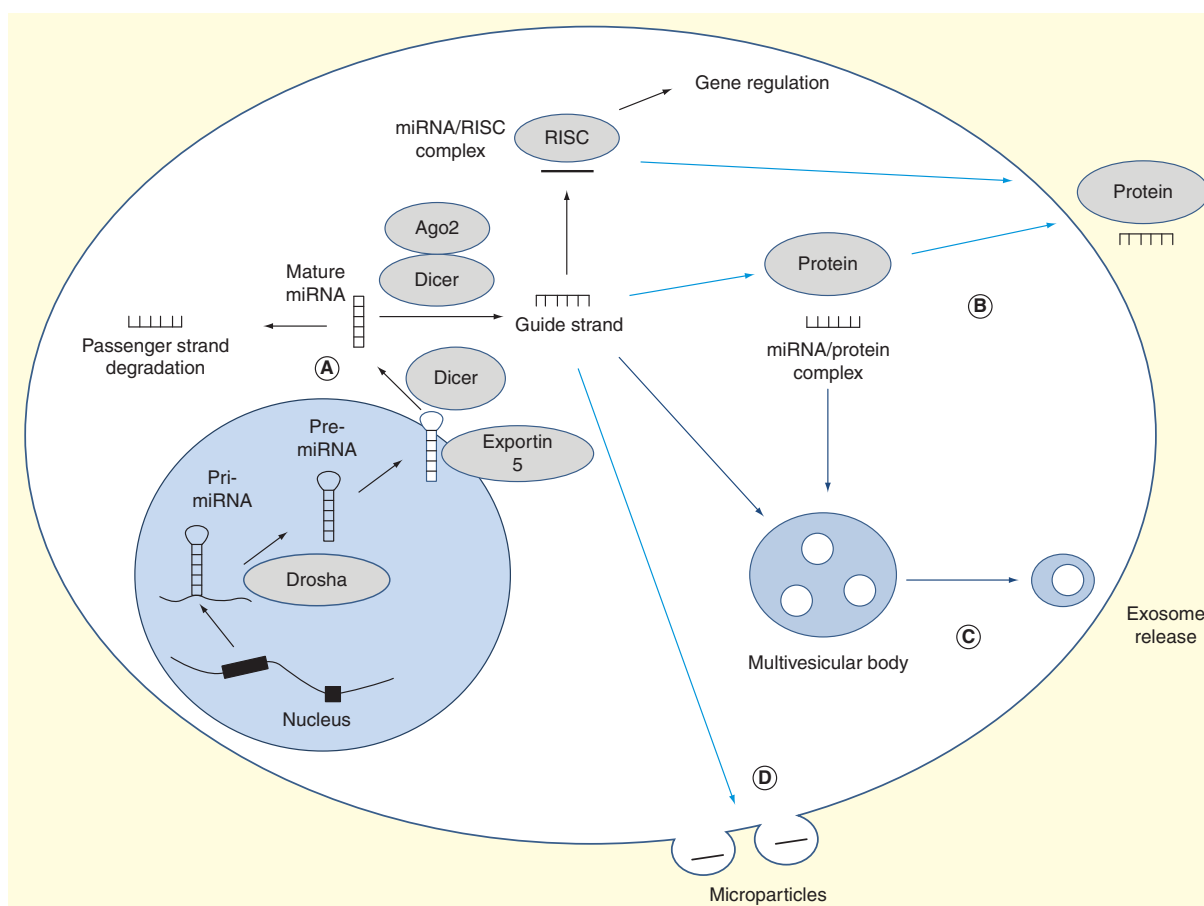 Gene regulation
miRNA/RISC
complex
RISC
Protein
Ago2
Dicer
Mature
miRNA
Protein
B
Guide strand
Passenger strand
degradation
A
miRNA/protein
complex
Dicer
Pre-
miRNA
Exportin
5
Pri-
miRNA
Drosha
Exosome
release
C
Multivesicular body
Nucleus
D
Microparticles